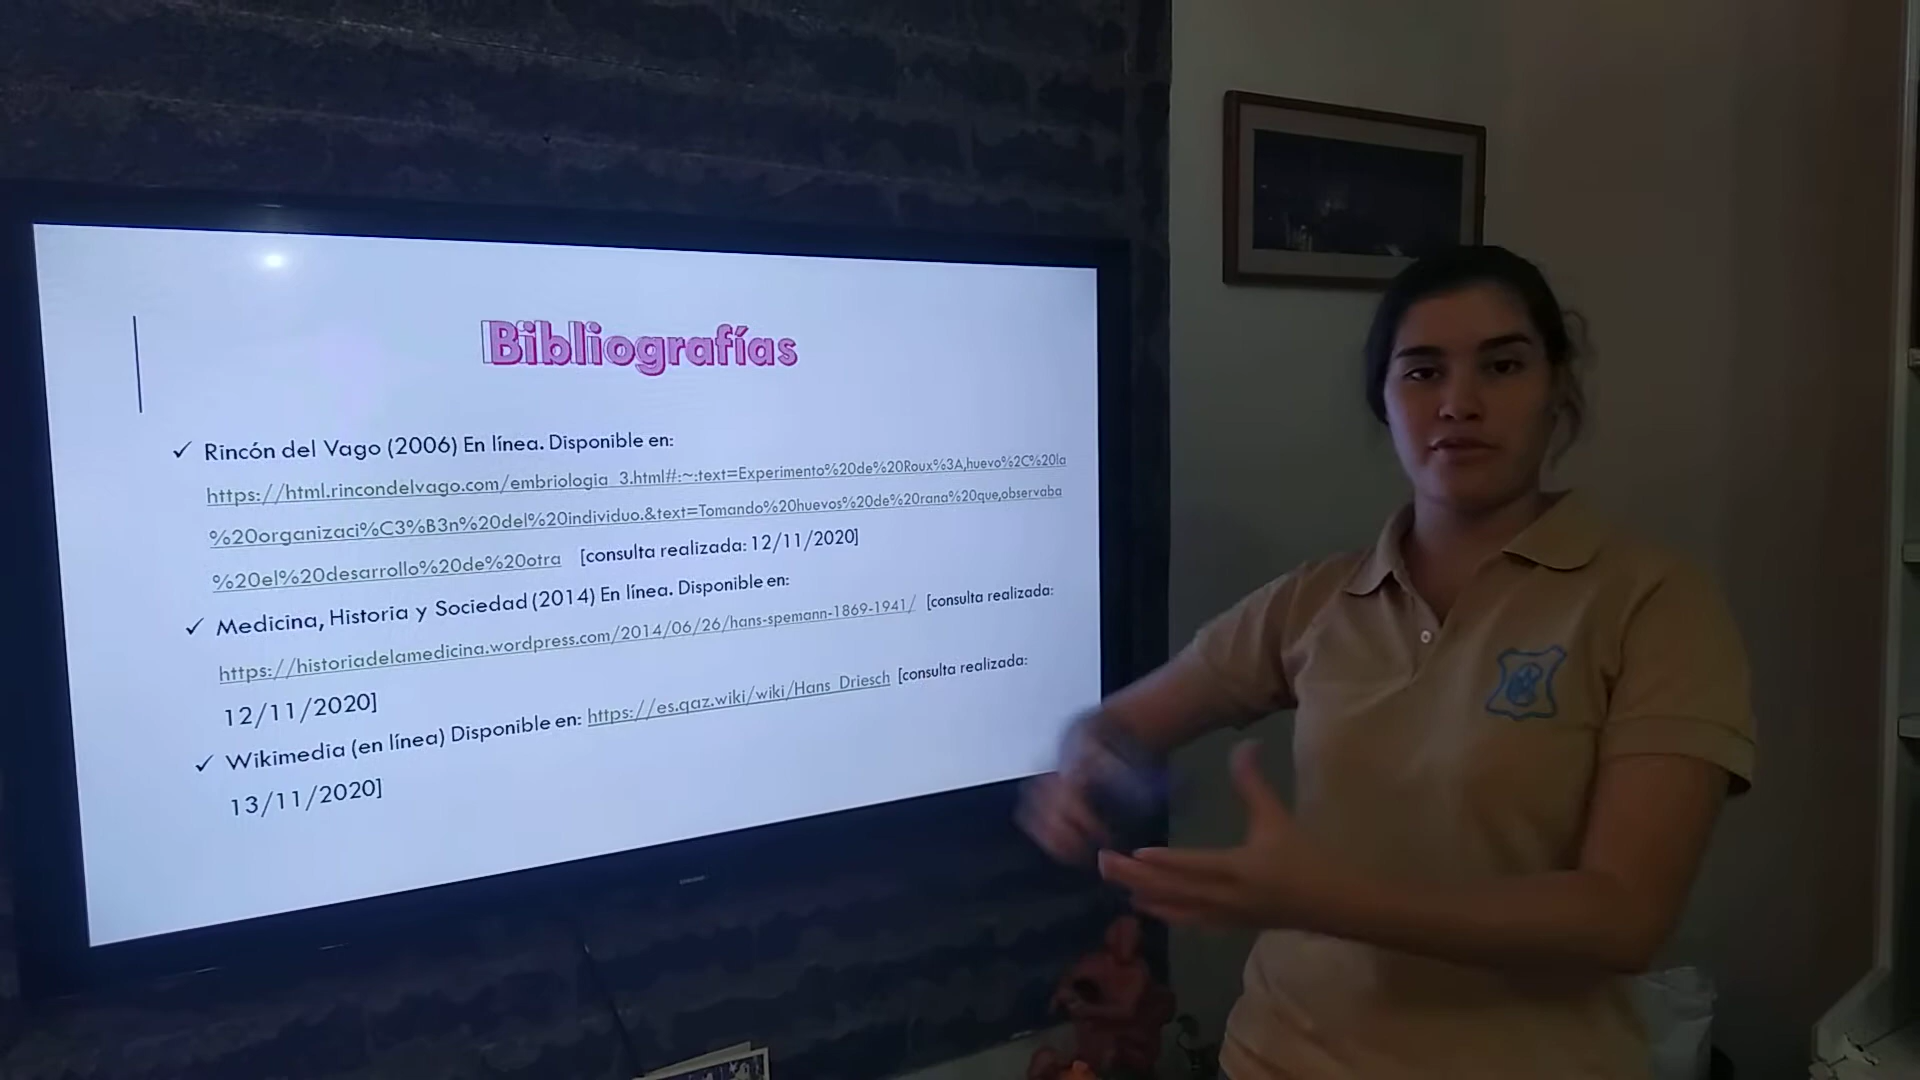 Bibliografías
✓ Rincón del Vago (2006) En línea. Disponible en:
https://html.rincondelvago.com/embriologia_3.html#:~:text=Experimento%20de%20Roux%3A,huevo%2C%20la
%20organizaci%C3%B3n%20del%20individuo.&text=Tomando%20huevos%20de%20rana%20que,observaba
%20el%20desarrollo%20de%20otra [consulta realizada: 12/11/2020]
✓ Medicina, Historia y Sociedad (2014) En línea. Disponible en:
https://historiadelamedicina.wordpress.com/2014/06/26/hans-spemann-1869-1941/ [consulta realizada:
12/11/2020]
✓ Wikimedia (en línea) Disponible en: https://es.qaz.wiki/wiki/Hans_Driesch [consulta realizada:
13/11/2020]